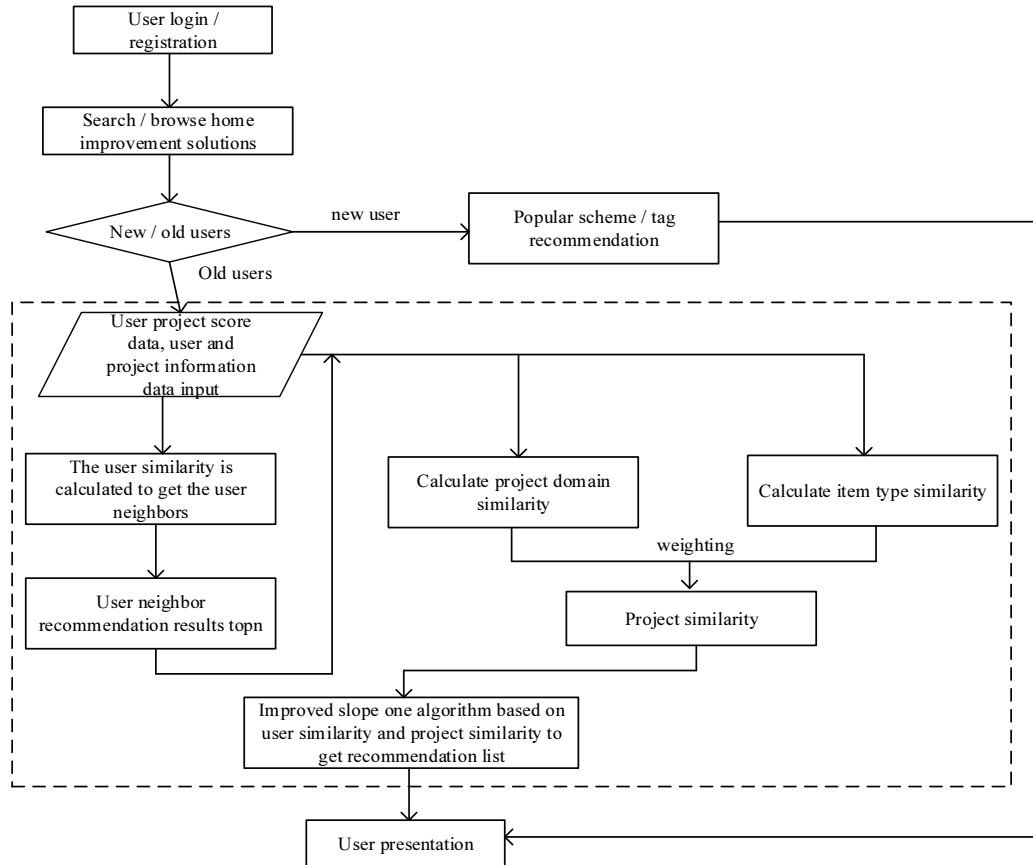 User login /
registration
Search / browse home
improvement solutions
New / old users
new user
Popular scheme / tag
recommendation
Old users
User project score
data, user and
project information
data input
The user similarity is
calculated to get the user
neighbors
Calculate project domain
similarity
Calculate item type similarity
weighting
User neighbor
recommendation results topn
Project similarity
Improved slope one algorithm based on
user similarity and project similarity to
get recommendation list
User presentation